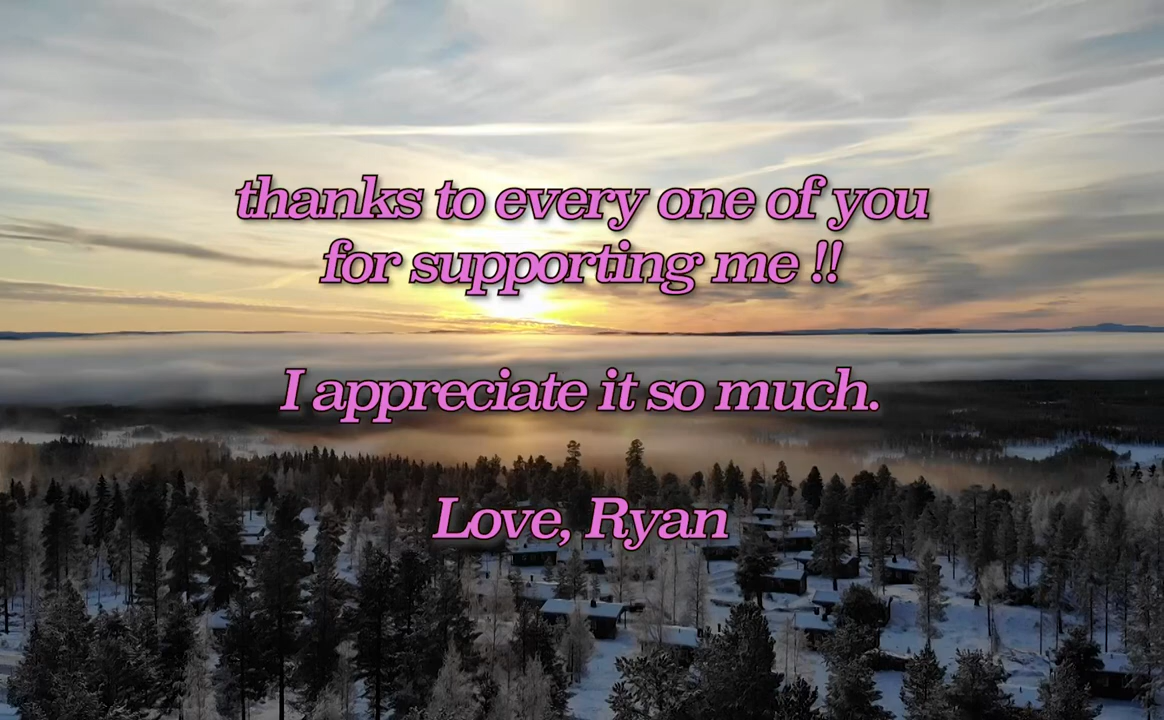 thanks to every one of you
for supporting me !!
I appreciate it so much.
Love, Ryan